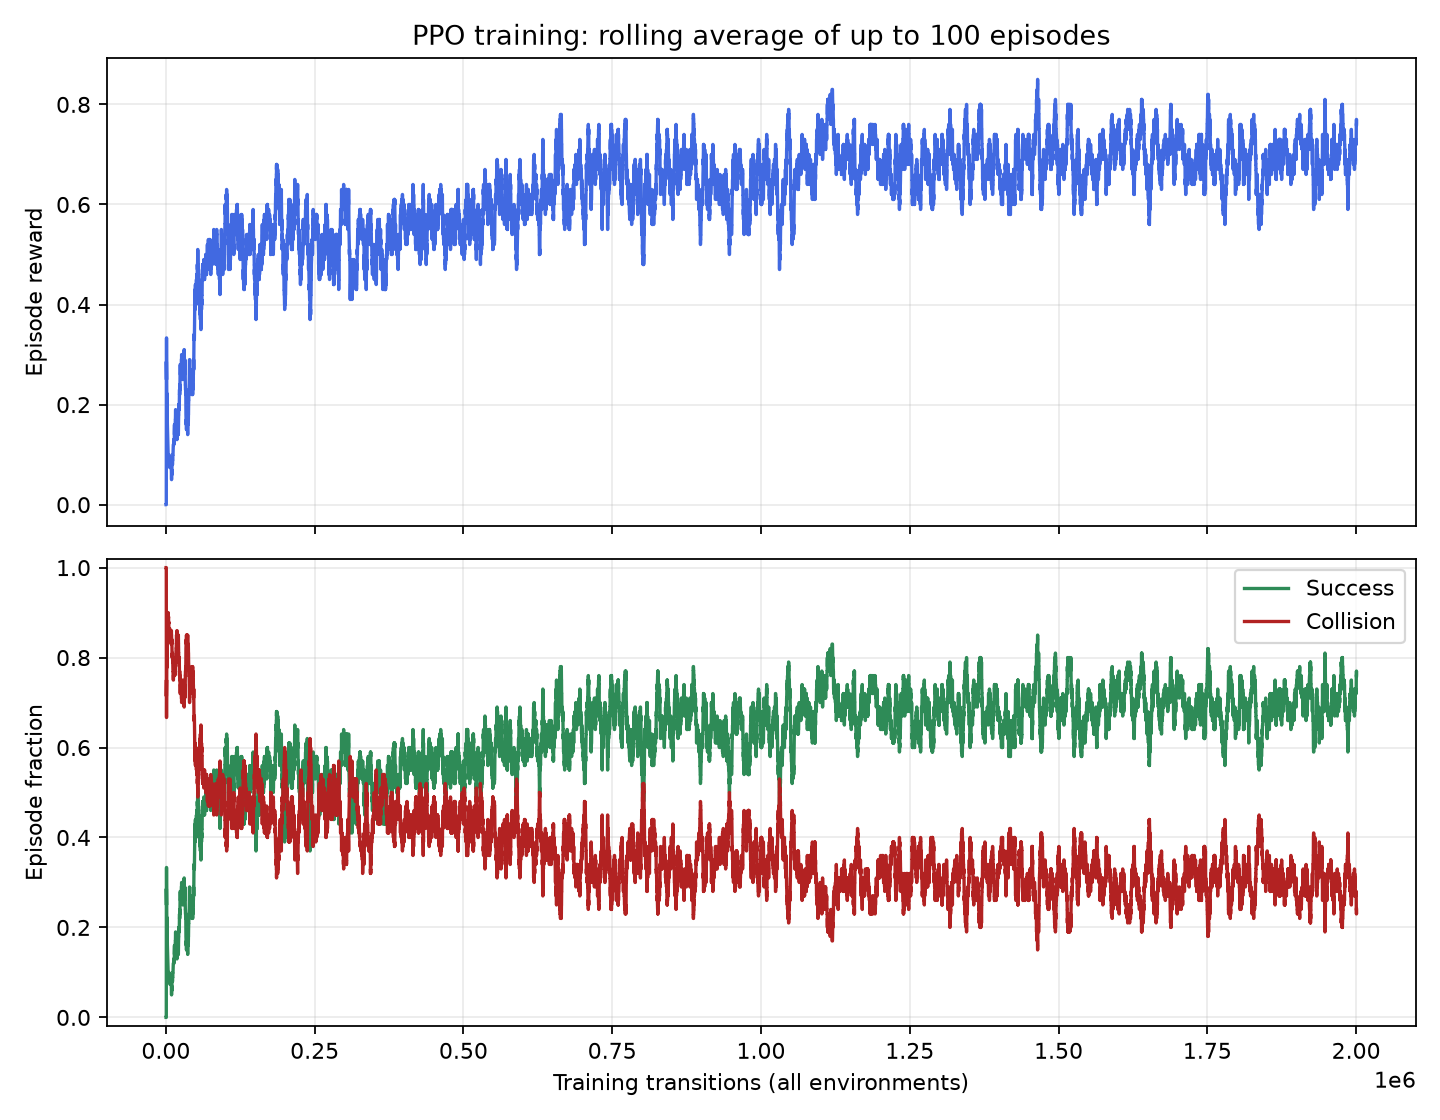 PPO training: rolling average of up to 100 episodes
0.8
0.6
0.4
0.2
0.0
Episode reward
1.0
0.8
0.6
0.4
0.2
0.0
Episode fraction
Success
Collision
0.00 0.25 0.50 0.75 1.00 1.25 1.50 1.75 2.00
1e6
Training transitions (all environments)